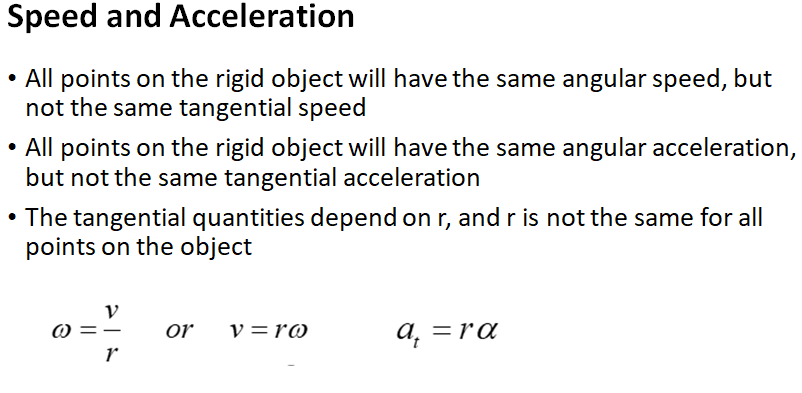 Speed and Acceleration
• All points on the rigid object will have the same angular speed, but
not the same tangential speed
• All points on the rigid object will have the same angular acceleration,
but not the same tangential acceleration
• The tangential quantities depend on r, and r is not the same for all
points on the object
ω = v/r or v = rω a_t = rα